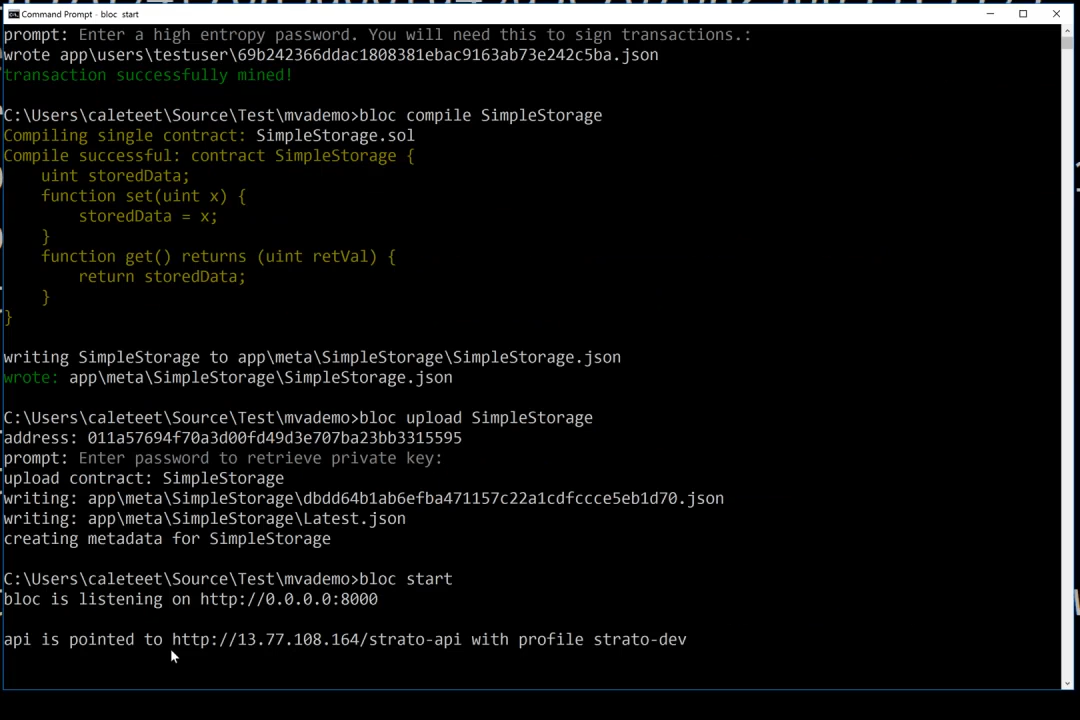 Command Prompt - bloc start
prompt: Enter a high entropy password. You will need this to sign transactions.:
wrote app\users\testuser\69b242366ddac1808381ebac9163ab73e242c5ba.json
transaction successfully mined!
C:\Users\caleteet\Source\Test\mvademo>bloc compile SimpleStorage
Compiling single contract: SimpleStorage.sol
Compile successful: contract SimpleStorage {
uint storedData;
function set(uint x) {
storedData = x;
}
function get() returns (uint retVal) {
return storedData;
}
}
writing SimpleStorage to app\meta\SimpleStorage\SimpleStorage.json
wrote: app\meta\SimpleStorage\SimpleStorage.json
C:\Users\caleteet\Source\Test\mvademo>bloc upload SimpleStorage
address: 011a57694f70a3d00fd49d3e707ba23bb3315595
prompt: Enter password to retrieve private key:
upload contract: SimpleStorage
writing: app\meta\SimpleStorage\dbdd64b1ab6efba471157c22a1cdfccce5eb1d70.json
writing: app\meta\SimpleStorage\Latest.json
creating metadata for SimpleStorage
C:\Users\caleteet\Source\Test\mvademo>bloc start
bloc is listening on http://0.0.0.0:8000
api is pointed to http://13.77.108.164/strato-api with profile strato-dev